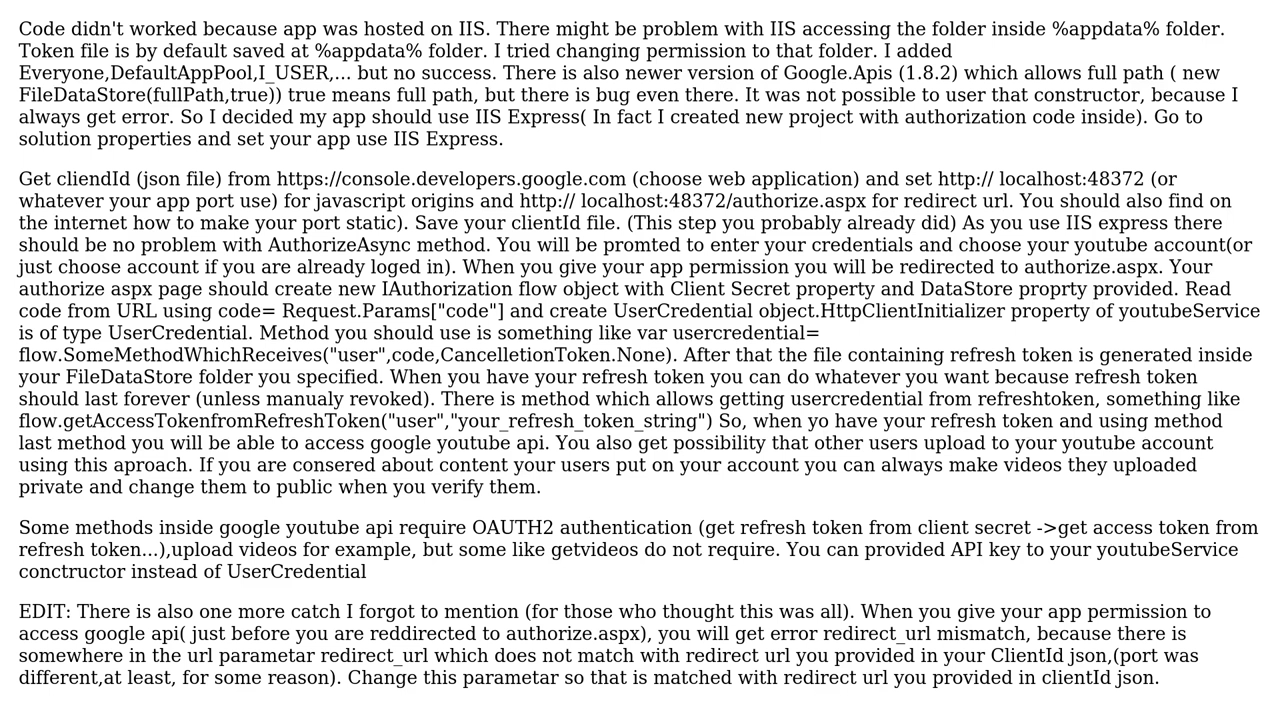 Code didn't worked because app was hosted on IIS. There might be problem with IIS accessing the folder inside %appdata% folder.
Token file is by default saved at %appdata% folder. I tried changing permission to that folder. I added
Everyone,DefaultAppPool,I_USER,... but no success. There is also newer version of Google.Apis (1.8.2) which allows full path ( new
FileDataStore(fullPath,true)) true means full path, but there is bug even there. It was not possible to user that constructor, because I
always get error. So I decided my app should use IIS Express( In fact I created new project with authorization code inside). Go to
solution properties and set your app use IIS Express.
Get cliendId (json file) from https://console.developers.google.com (choose web application) and set http:// localhost:48372 (or
whatever your app port use) for javascript origins and http:// localhost:48372/authorize.aspx for redirect url. You should also find on
the internet how to make your port static). Save your clientId file. (This step you probably already did) As you use IIS express there
should be no problem with AuthorizeAsync method. You will be promted to enter your credentials and choose your youtube account(or
just choose account if you are already loged in). When you give your app permission you will be redirected to authorize.aspx. Your
authorize aspx page should create new IAuthorization flow object with Client Secret property and DataStore proprty provided. Read
code from URL using code= Request.Params["code"] and create UserCredential object.HttpClientInitializer property of youtubeService
is of type UserCredential. Method you should use is something like var usercredential=
flow.SomeMethodWhichReceives("user",code,CancelletionToken.None). After that the file containing refresh token is generated inside
your FileDataStore folder you specified. When you have your refresh token you can do whatever you want because refresh token
should last forever (unless manualy revoked). There is method which allows getting usercredential from refreshtoken, something like
flow.getAccessTokenfromRefreshToken("user","your_refresh_token_string") So, when yo have your refresh token and using method
last method you will be able to access google youtube api. You also get possibility that other users upload to your youtube account
using this aproach. If you are consered about content your users put on your account you can always make videos they uploaded
private and change them to public when you verify them.
Some methods inside google youtube api require OAUTH2 authentication (get refresh token from client secret ->get access token from
refresh token...),upload videos for example, but some like getvideos do not require. You can provided API key to your youtubeService
conctructor instead of UserCredential
EDIT: There is also one more catch I forgot to mention (for those who thought this was all). When you give your app permission to
access google api( just before you are reddirected to authorize.aspx), you will get error redirect_url mismatch, because there is
somewhere in the url parametar redirect_url which does not match with redirect url you provided in your ClientId json,(port was
different,at least, for some reason). Change this parametar so that is matched with redirect url you provided in clientId json.